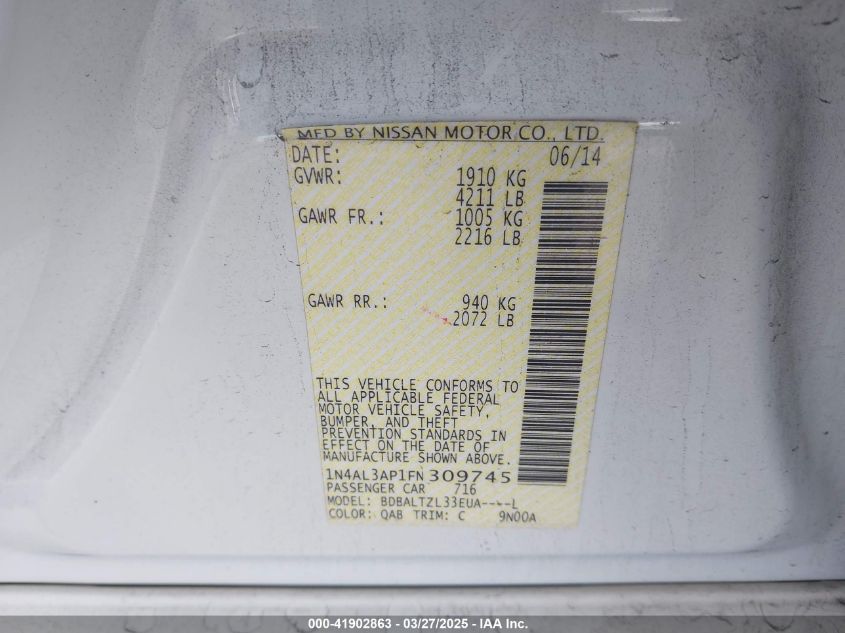 MFD BY NISSAN MOTOR CO., LTD.
DATE: 06/14
GVWR: 1910 KG
4211 LB
GAWR FR.: 1005 KG
2216 LB
GAWR RR.: 940 KG
2072 LB
THIS VEHICLE CONFORMS TO
ALL APPLICABLE FEDERAL
MOTOR VEHICLE SAFETY,
BUMPER, AND THEFT
PREVENTION STANDARDS IN
EFFECT ON THE DATE OF
MANUFACTURE SHOWN ABOVE.
1N4AL3AP1FN309745
PASSENGER CAR 716
MODEL: BDBALTZL33EUA----L
COLOR: QAB TRIM: C 9N00A
000-41902863 - 03/27/2025 - IAA Inc.